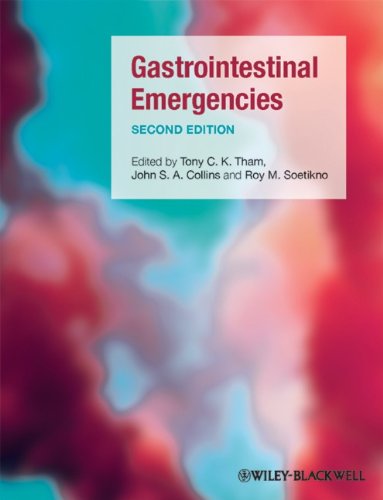 Gastrointestinal
Emergencies
SECOND EDITION
Edited by Tony C. K. Tham,
John S. A. Collins and Roy M. Soetikno
WILEY-BLACKWELL